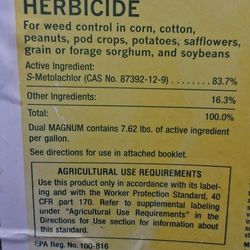 HERBICIDE
For weed control in corn, cotton,
peanuts, pod crops, potatoes, safflowers,
grain or forage sorghum, and soybeans
Active Ingredient:
S-Metolachlor (CAS No. 87392-12-9) . . . . . . . . 83.7%
Other Ingredients: 16.3%
Total: 100.0%
Dual MAGNUM contains 7.62 lbs. of active ingredient
per gallon.
See directions for use in attached booklet.
AGRICULTURAL USE REQUIREMENTS
Use this product only in accordance with its label-
ing and with the Worker Protection Standard, 40
CFR part 170. Refer to supplemental labeling
under "Agricultural Use Requirements" in the
Directions for Use section for information about
this standard.
EPA Reg. No. 100-816